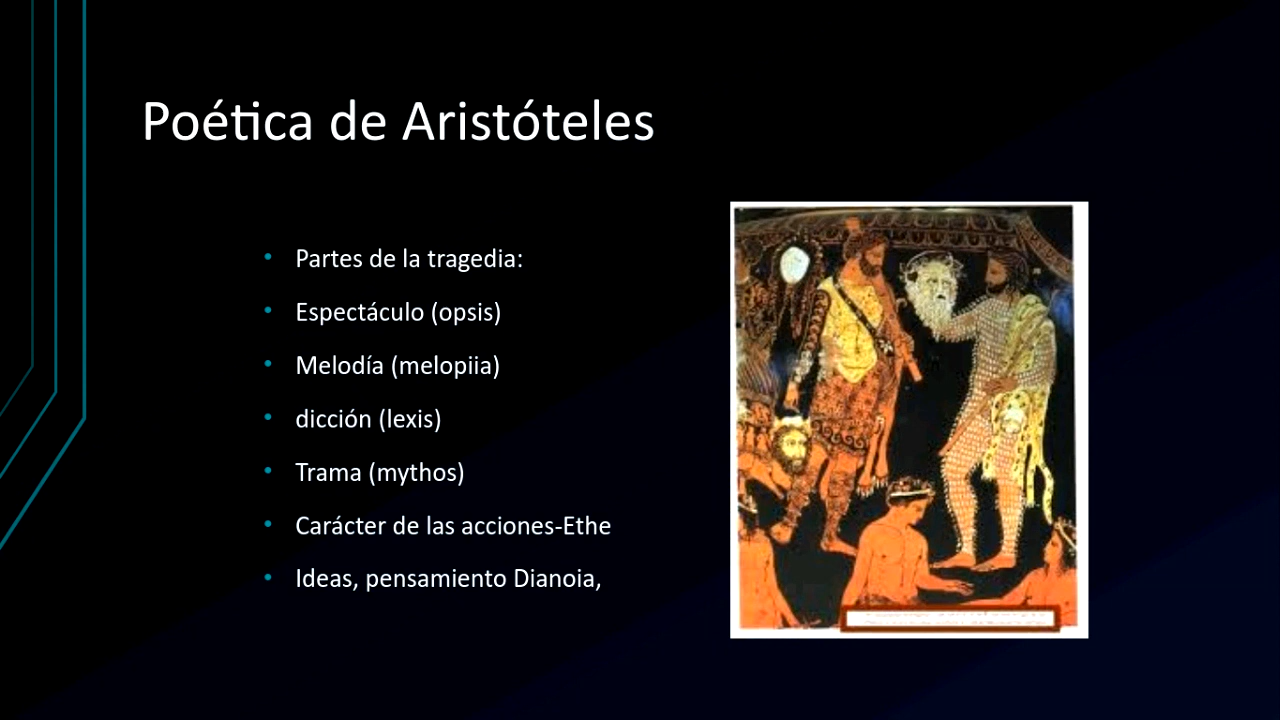 Poética de Aristóteles
Partes de la tragedia:
Espectáculo (opsis)
Melodía (melopiia)
dicción (lexis)
Trama (mythos)
Carácter de las acciones-Ethe
Ideas, pensamiento Dianoia,